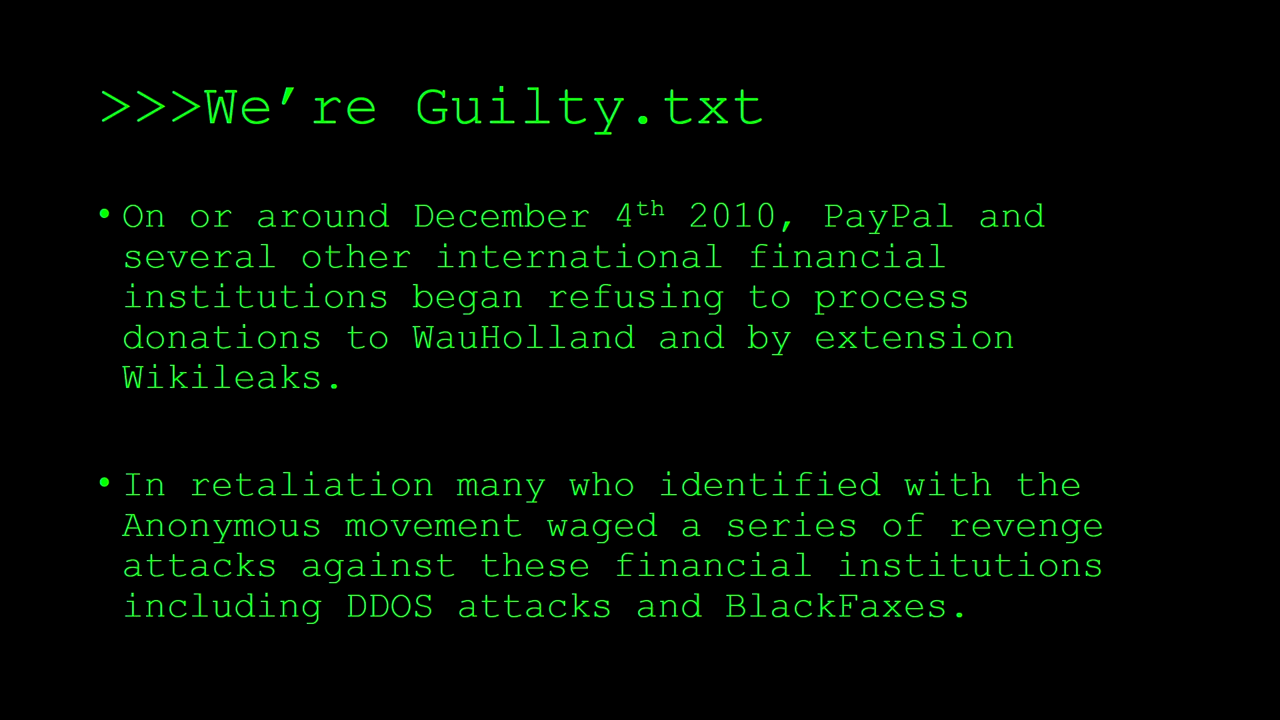 >>>We’re Guilty.txt
• On or around December 4th 2010, PayPal and
several other international financial
institutions began refusing to process
donations to WauHolland and by extension
Wikileaks.
• In retaliation many who identified with the
Anonymous movement waged a series of revenge
attacks against these financial institutions
including DDOS attacks and BlackFaxes.